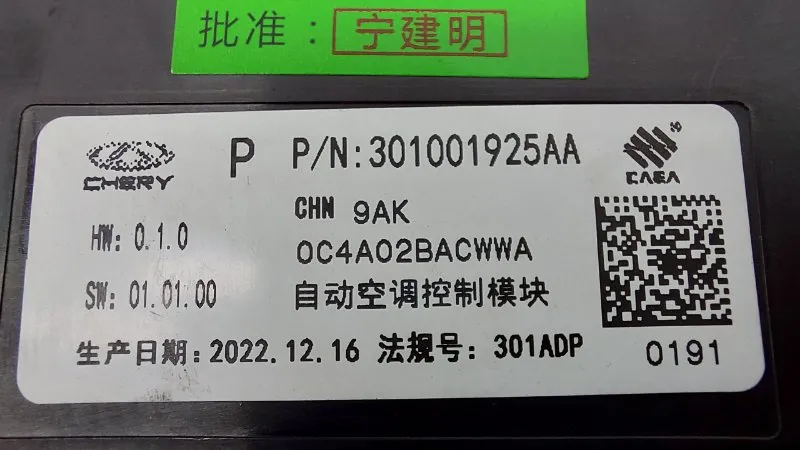 批准：宁建明
CHERY P P/N:301001925AA CAEA
CHN 9AK
HW: 0.1.0
0C4A02BACWWA
SW: 01.01.00
自动空调控制模块
生产日期: 2022.12.16 法规号: 301ADP
0191